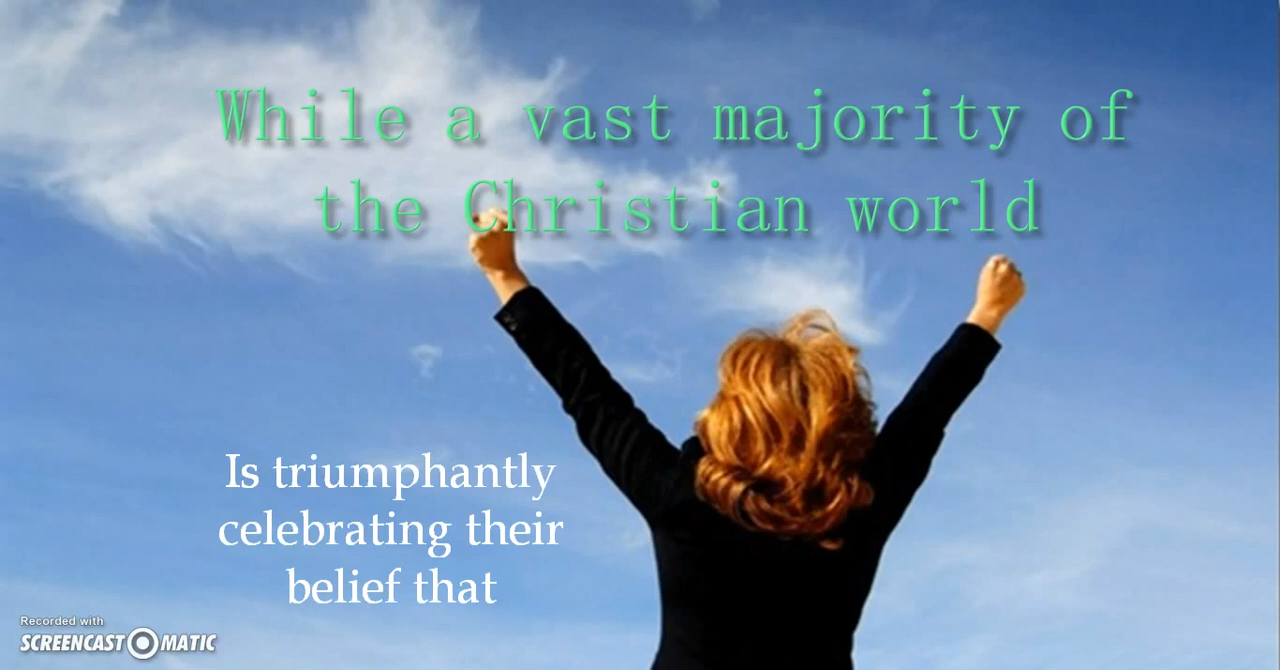 While a vast majority of
the Christian world
Is triumphantly
celebrating their
belief that
Recorded with
SCREENCAST MATIC